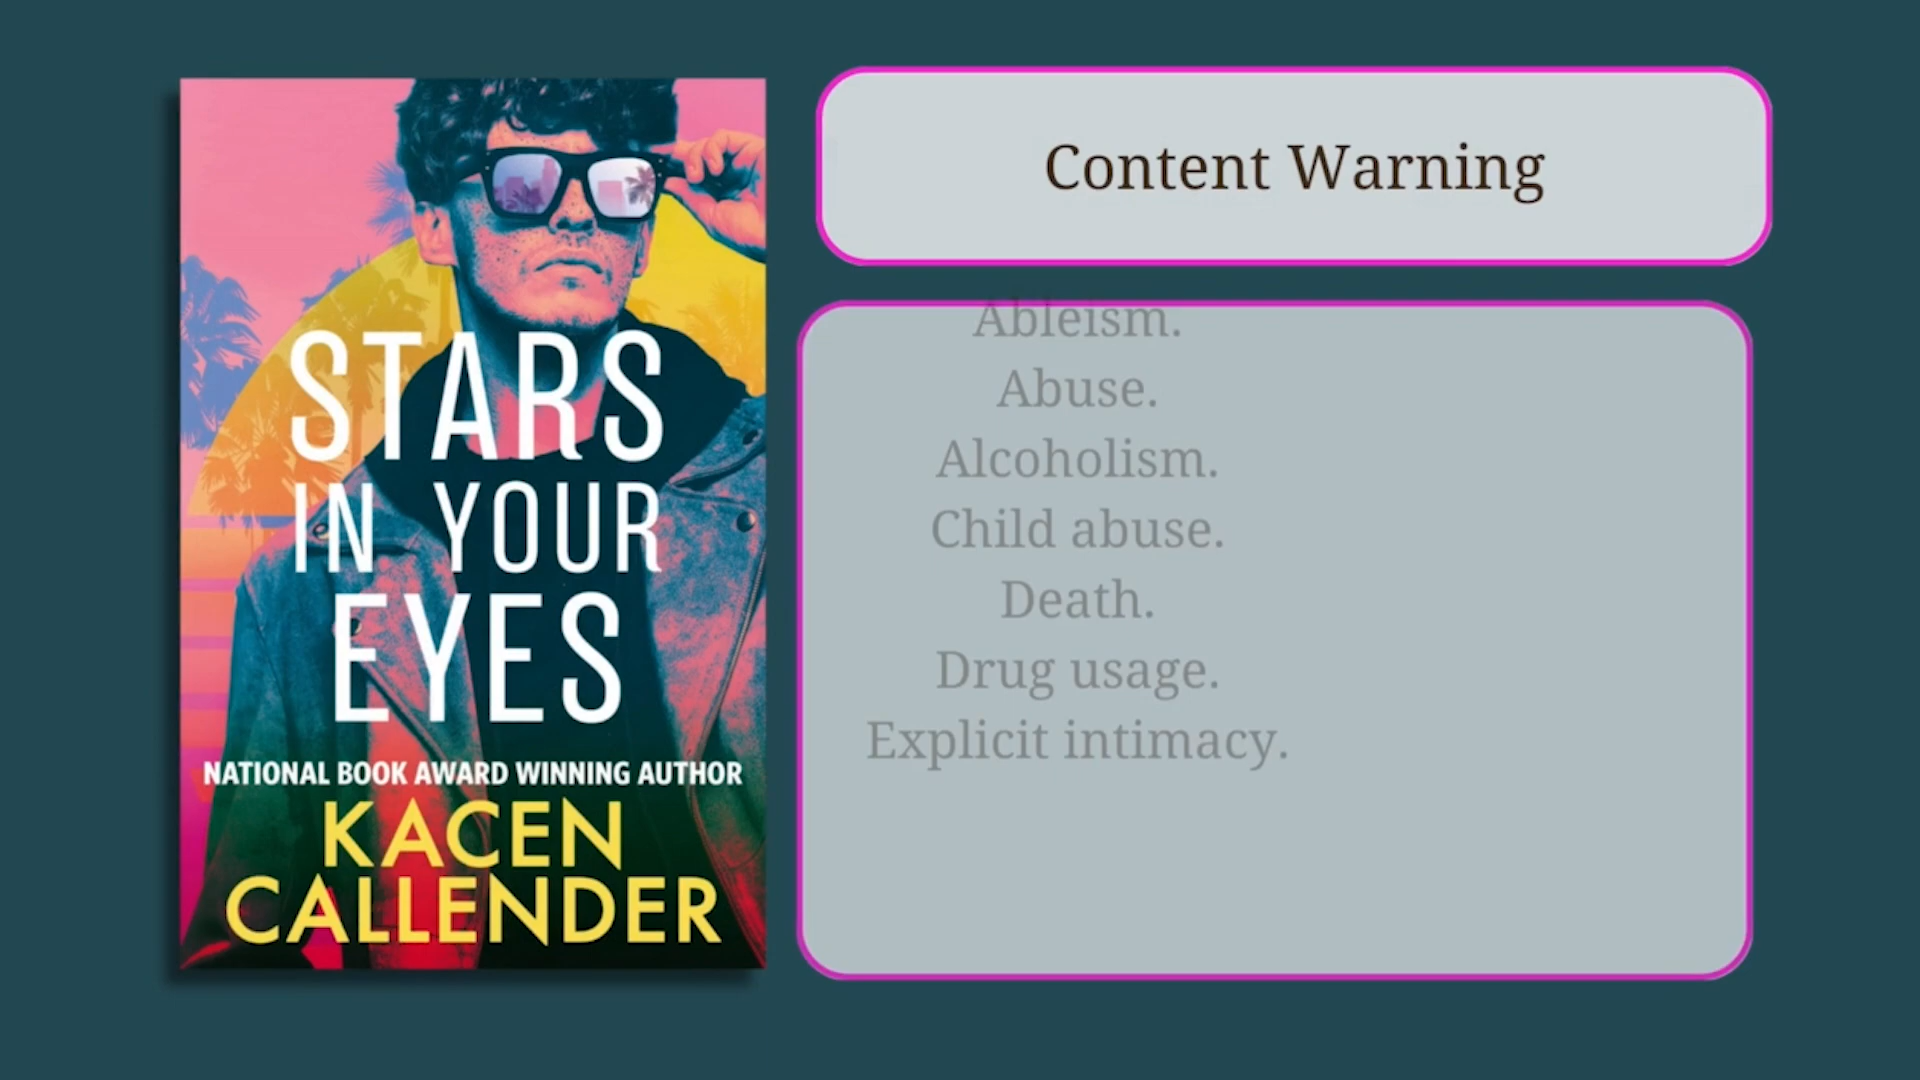 STARS
IN YOUR
EYES
NATIONAL BOOK AWARD WINNING AUTHOR
KACEN
CALLENDER
Content Warning
Ableism.
Abuse.
Alcoholism.
Child abuse.
Death.
Drug usage.
Explicit intimacy.